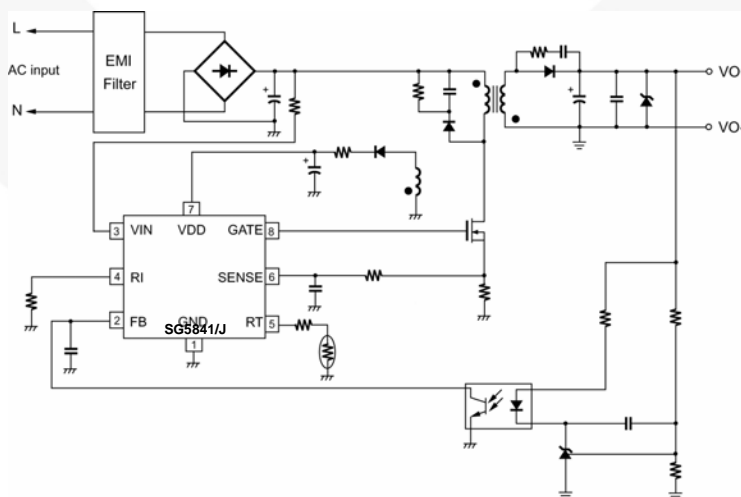 L
AC input
N
EMI
Filter
VO
VO
+
+
+
7
3 VIN VDD GATE 8
4 RI SENSE 6
2 FB GND RT 5
SG5841/J
1